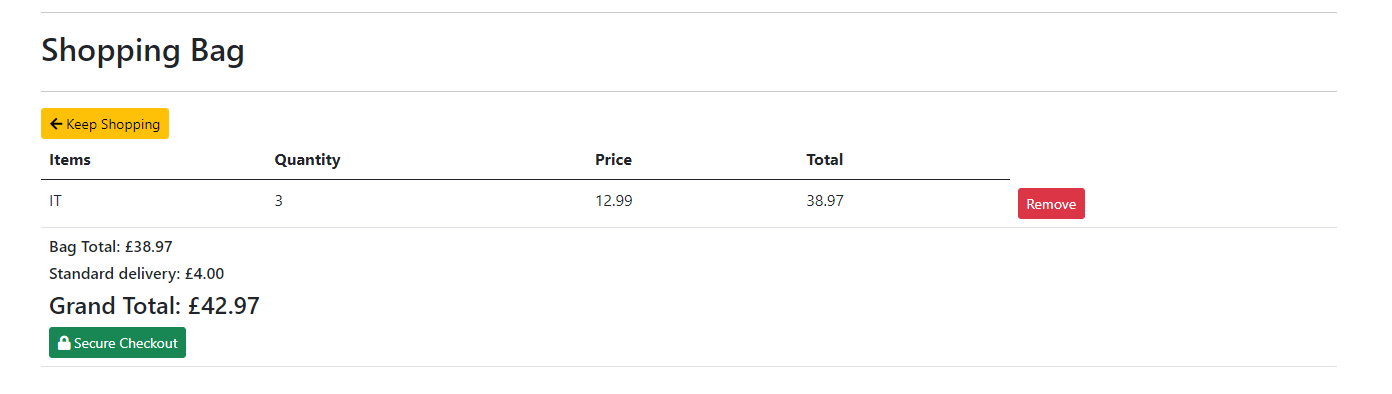 Shopping Bag
Keep Shopping
Items Quantity Price Total
IT 3 12.99 38.97 Remove
Bag Total: £38.97
Standard delivery: £4.00
Grand Total: £42.97
Secure Checkout